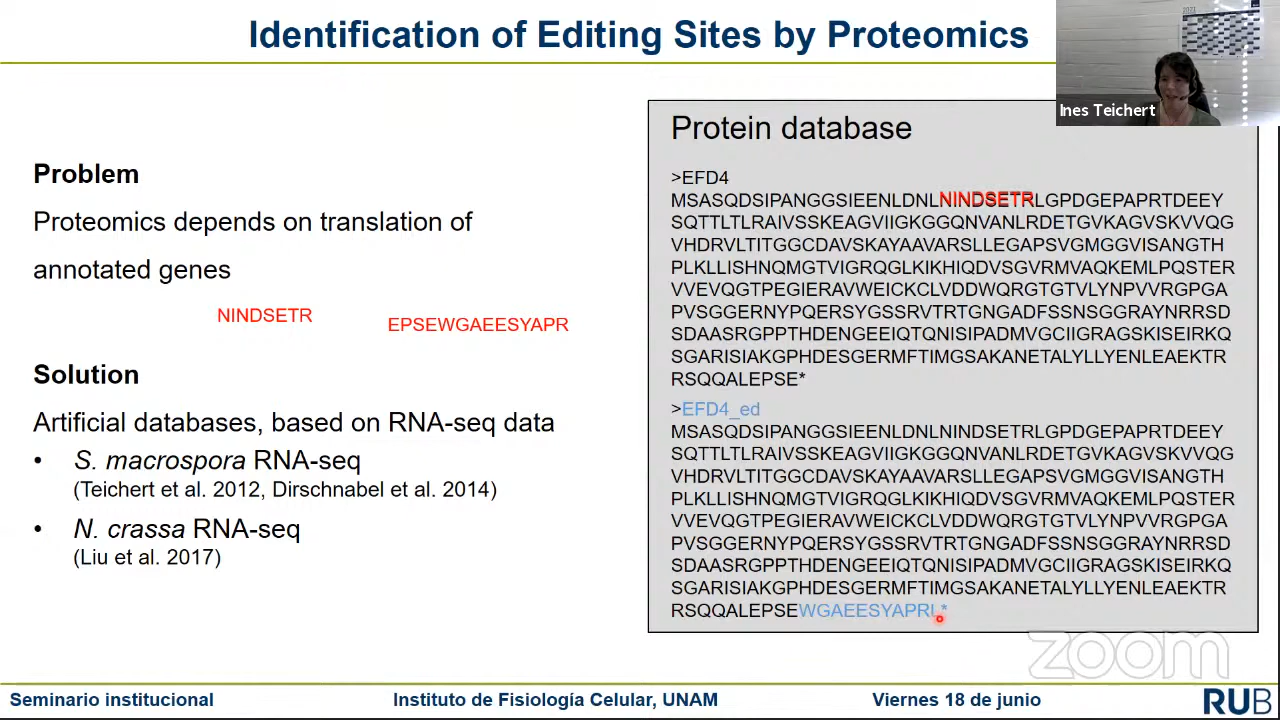 Identification of Editing Sites by Proteomics
Ines Teichert
Problem
Proteomics depends on translation of
annotated genes
NINDSETR
EPSEWGAEESYAPR
Solution
Artificial databases, based on RNA-seq data
• S. macrospora RNA-seq
(Teichert et al. 2012, Dirschnabel et al. 2014)
• N. crassa RNA-seq
(Liu et al. 2017)
Protein database
>EFD4
MSASQDSIPANGGSIEENLDNLNINDSETRLGPDGEPAPRTDEEY
SQTTLTLRAIVSSKEAGVIIGKGGQNVANLRDETGVKAGVSKVVQG
VHDRVLTITGGCDAVSKAYAAVARSLLEGAPSVGMGGVISANGTH
PLKLLISHNQMGTVIGRQGLKIKHIQDVSGVRMVAQKEMLPQSTER
VVEVQGTPEGIERAVWEICKCLVDDWQRGTGTVLYNPVVRGPGA
PVSGGERNYPQERSYGSSRVTRTGNGADFSSNSGGRAYNRRSD
SDAASRGPPTHDENGEEIQTQNISIPADMVGCIIGRAGSKISEIRKQ
SGARISIAKGPHDESGERMFTIMGSAKANETALYLLYENLEAEKTR
RSQQALEPSE*
>EFD4_ed
MSASQDSIPANGGSIEENLDNLNINDSETRLGPDGEPAPRTDEEY
SQTTLTLRAIVSSKEAGVIIGKGGQNVANLRDETGVKAGVSKVVQG
VHDRVLTITGGCDAVSKAYAAVARSLLEGAPSVGMGGVISANGTH
PLKLLISHNQMGTVIGRQGLKIKHIQDVSGVRMVAQKEMLPQSTER
VVEVQGTPEGIERAVWEICKCLVDDWQRGTGTVLYNPVVRGPGA
PVSGGERNYPQERSYGSSRVTRTGNGADFSSNSGGRAYNRRSD
SDAASRGPPTHDENGEEIQTQNISIPADMVGCIIGRAGSKISEIRKQ
SGARISIAKGPHDESGERMFTIMGSAKANETALYLLYENLEAEKTR
RSQQALEPSEWGAEESYAPRL*
zoom
Seminario institucional
Instituto de Fisiología Celular, UNAM
Viernes 18 de junio
RUB